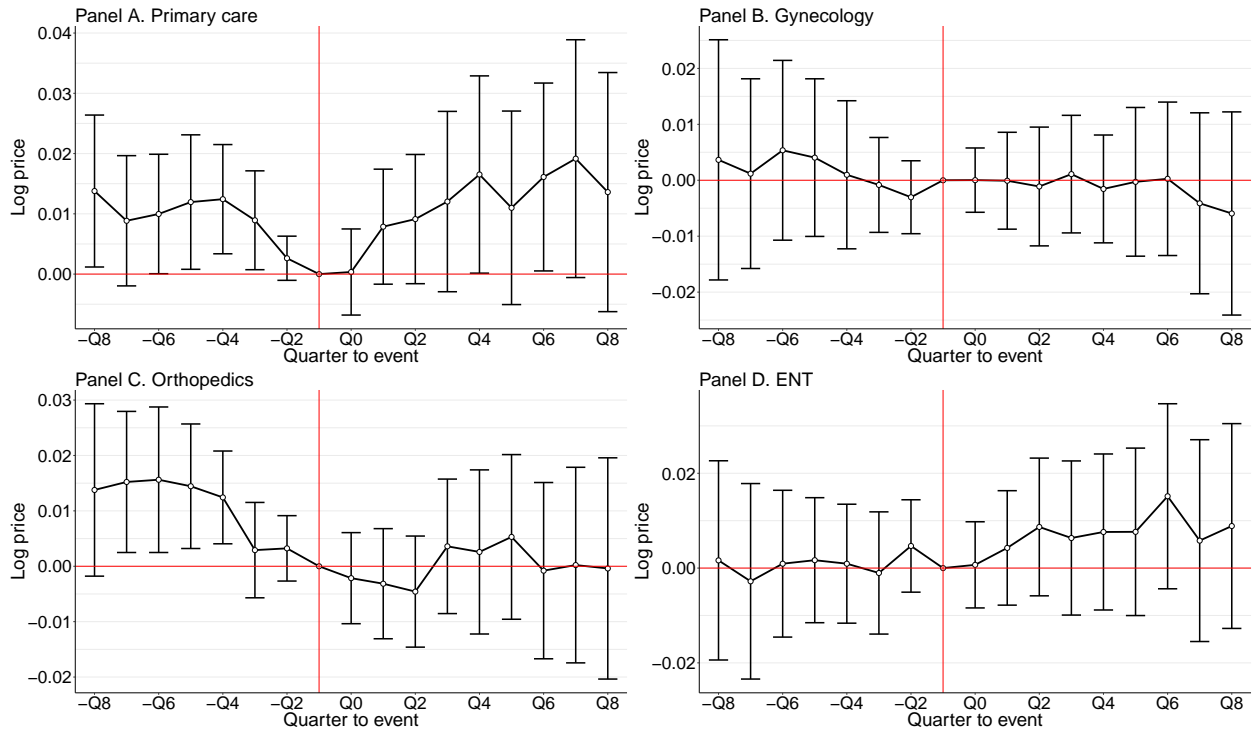 Panel A. Primary care
Log price
0.04
0.03
0.02
0.01
0.00
−Q8 −Q6 −Q4 −Q2 Q0 Q2 Q4 Q6 Q8
Quarter to event
Panel B. Gynecology
Log price
0.02
0.01
0.00
−0.01
−0.02
−Q8 −Q6 −Q4 −Q2 Q0 Q2 Q4 Q6 Q8
Quarter to event
Panel C. Orthopedics
Log price
0.03
0.02
0.01
0.00
−0.01
−0.02
−Q8 −Q6 −Q4 −Q2 Q0 Q2 Q4 Q6 Q8
Quarter to event
Panel D. ENT
Log price
0.02
0.00
−0.02
−Q8 −Q6 −Q4 −Q2 Q0 Q2 Q4 Q6 Q8
Quarter to event